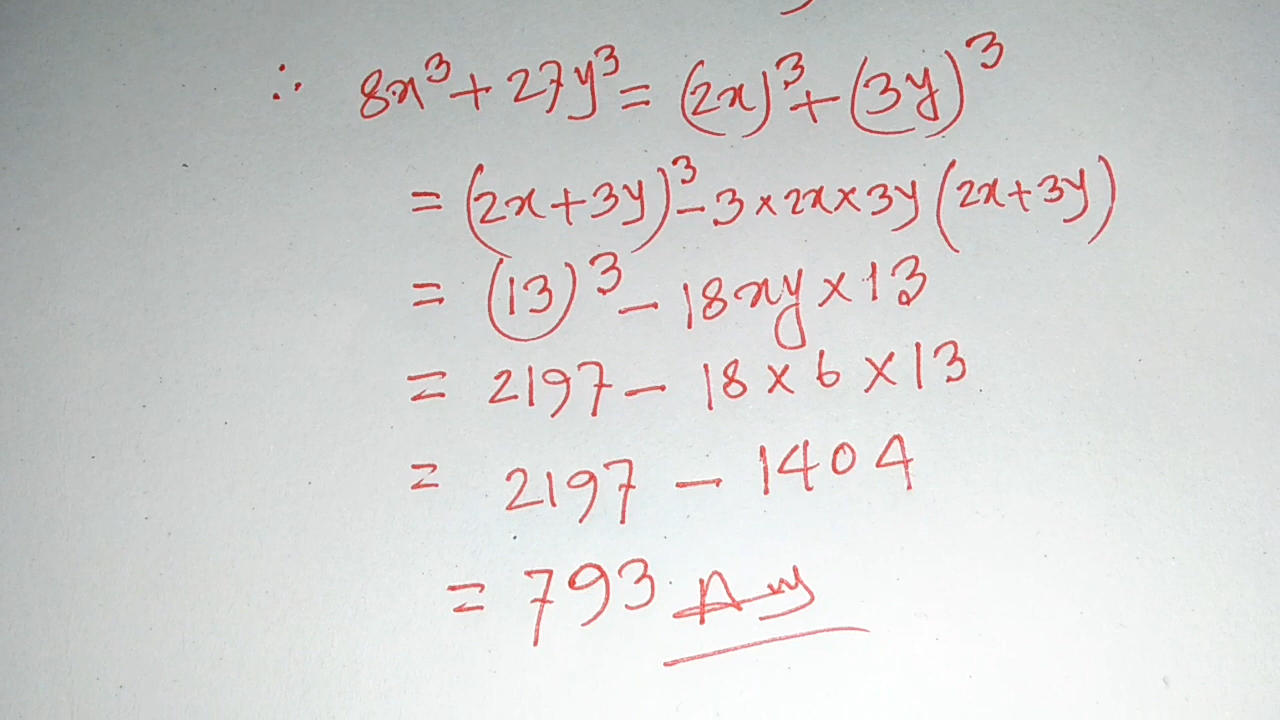 ∴ 8x³ + 27y³ = (2x)³ + (3y)³
= (2x+3y)³ - 3 × 2x × 3y (2x+3y)
= (13)³ - 18xy × 13
= 2197 - 18 × 6 × 13
= 2197 - 1404
= 793 Ans